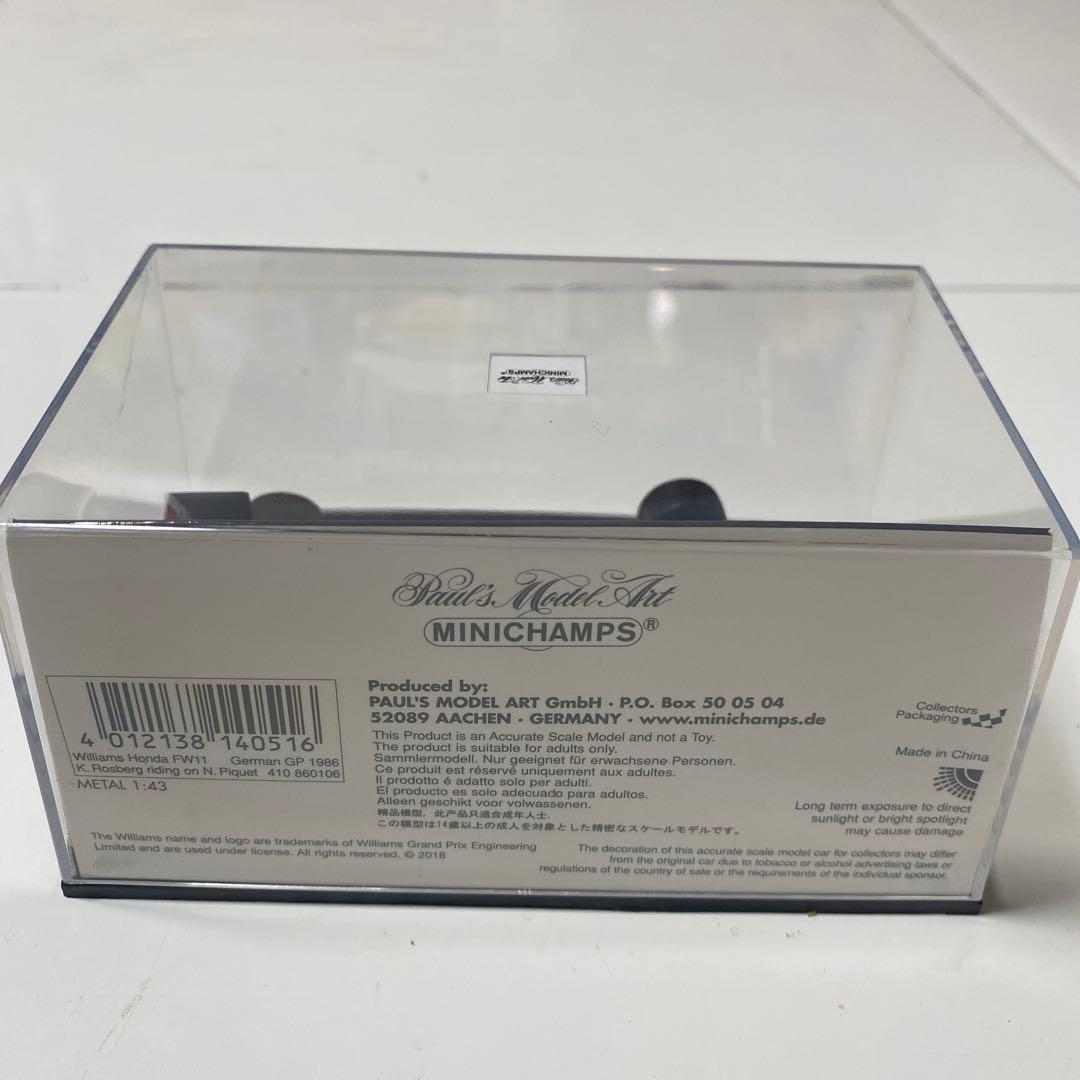 Paul's Model Art
MINICHAMPS®
Paul's Model Art
MINICHAMPS®
4 012138 140516
Williams Honda FW11 German GP 1986
K. Rosberg riding on N. Piquet 410 860106
METAL 1:43
Produced by:
PAUL'S MODEL ART GmbH · P.O. Box 50 05 04
52089 AACHEN · GERMANY · www.minichamps.de
This Product is an Accurate Scale Model and not a Toy.
The product is suitable for adults only.
Sammlermodell. Nur geeignet für erwachsene Personen.
Ce produit est réservé uniquement aux adultes.
Il prodotto é adatto solo per adulti.
El producto es solo adecuado para adultos.
Alleen geschikt voor volwassenen.
精品模型，此产品只适合成年人士.
この模型は14歳以上の成人を対象とした精密なスケールモデルです。
Collectors
Packaging
Made in China
Long term exposure to direct
sunlight or bright spotlight
may cause damage
The Williams name and logo are trademarks of Williams Grand Prix Engineering
Limited and are used under license. All rights reserved. © 2018
The decoration of this accurate scale model car for collectors may differ
from the original car due to tobacco or alcohol advertising laws or
regulations of the country of sale or the requirements of the individual sponsor.